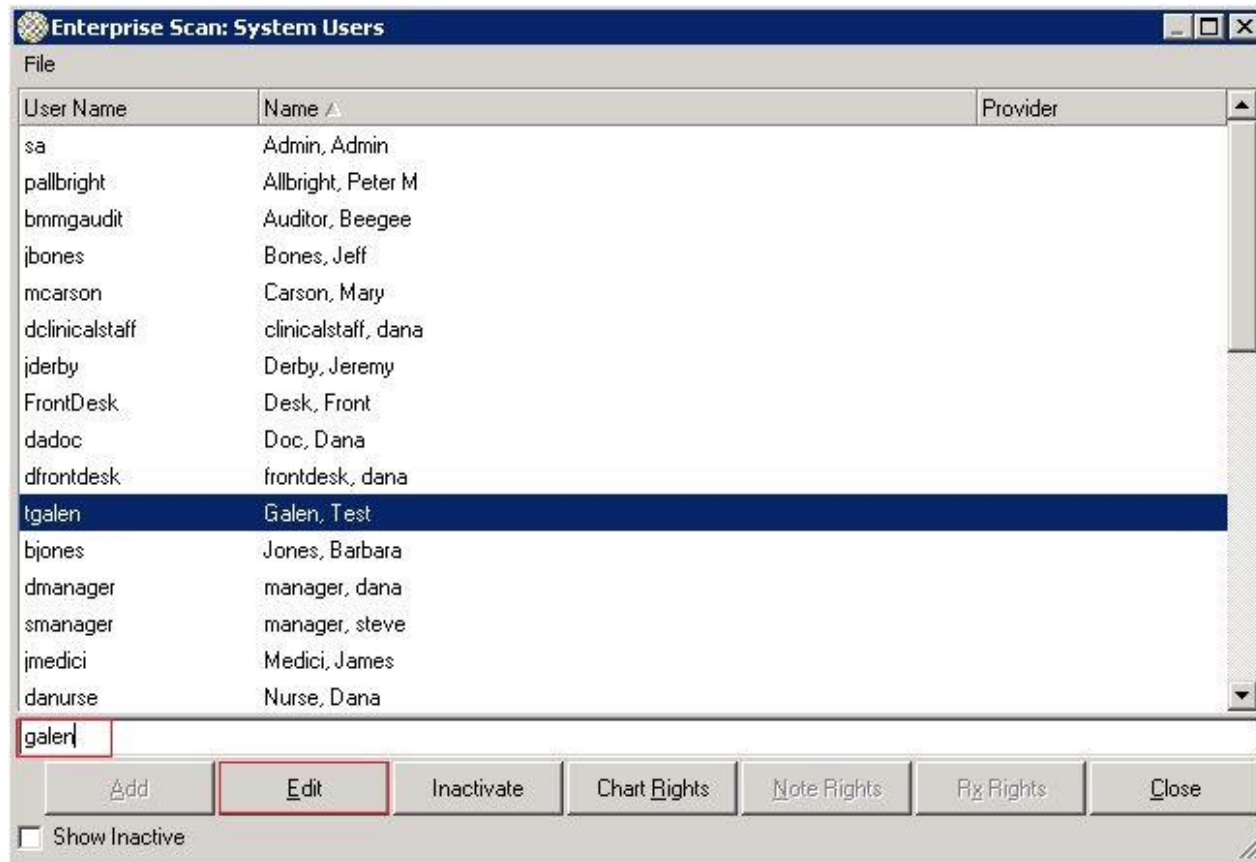 Enterprise Scan: System Users
File
User Name Name Provider
sa Admin, Admin
pallbright Allbright, Peter M
bmmgaudit Auditor, Beegee
jbones Bones, Jeff
mcarson Carson, Mary
dclinicalstaff clinicalstaff, dana
jderby Derby, Jeremy
FrontDesk Desk, Front
dadoc Doc, Dana
dfrontdesk frontdesk, dana
tgalen Galen, Test
bjones Jones, Barbara
dmanager manager, dana
smanager manager, steve
jmedici Medici, James
danurse Nurse, Dana
galen
Add Edit Inactivate Chart Rights Note Rights Rx Rights Close
Show Inactive